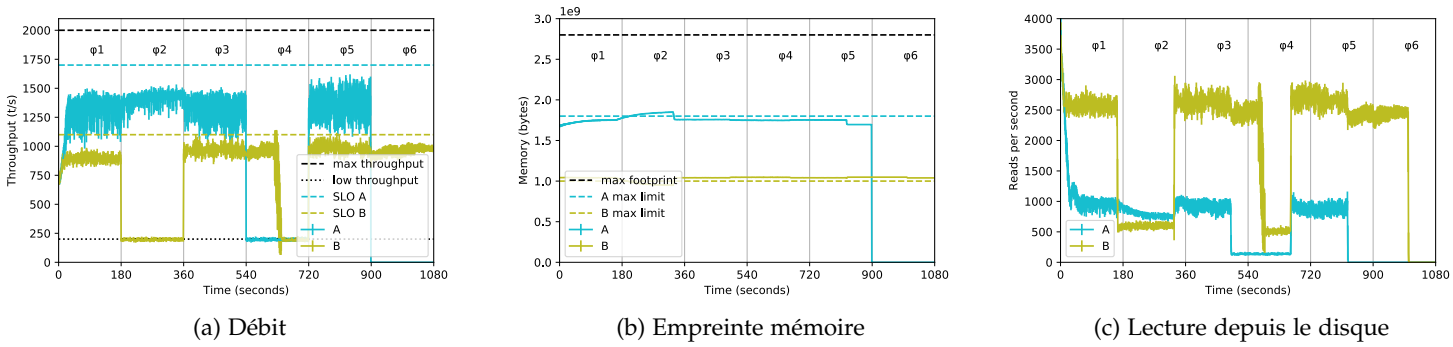 2000
1750
1500
1250
1000
750
500
250
0
Throughput (t/s)
φ1 φ2 φ3 φ4 φ5 φ6
max throughput
low throughput
SLO A
SLO B
A
B
0 180 360 540 720 900 1080
Time (seconds)
(a) Débit
1e9
3.0
2.5
2.0
1.5
1.0
0.5
0.0
Memory (bytes)
φ1 φ2 φ3 φ4 φ5 φ6
max footprint
A max limit
B max limit
A
B
0 180 360 540 720 900 1080
Time (seconds)
(b) Empreinte mémoire
4000
3500
3000
2500
2000
1500
1000
500
0
Reads per second
φ1 φ2 φ3 φ4 φ5 φ6
A
B
0 180 360 540 720 900 1080
Time (seconds)
(c) Lecture depuis le disque